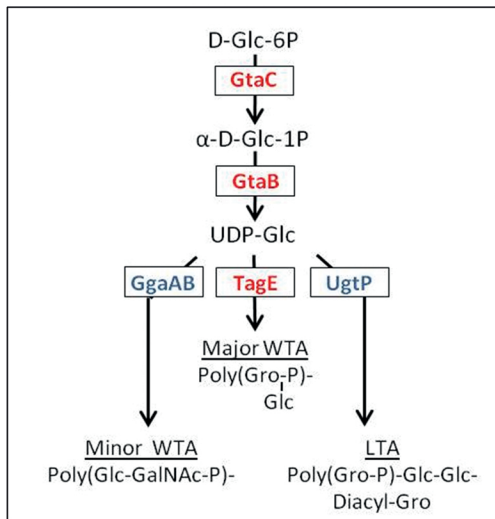 D-Glc-6P
GtaC
α-D-Glc-1P
GtaB
UDP-Glc
GgaAB TagE UgtP
Major WTA
Poly(Gro-P)-
Glc
Minor WTA
Poly(Glc-GalNAc-P)-
LTA
Poly(Gro-P)-Glc-Glc-
Diacyl-Gro